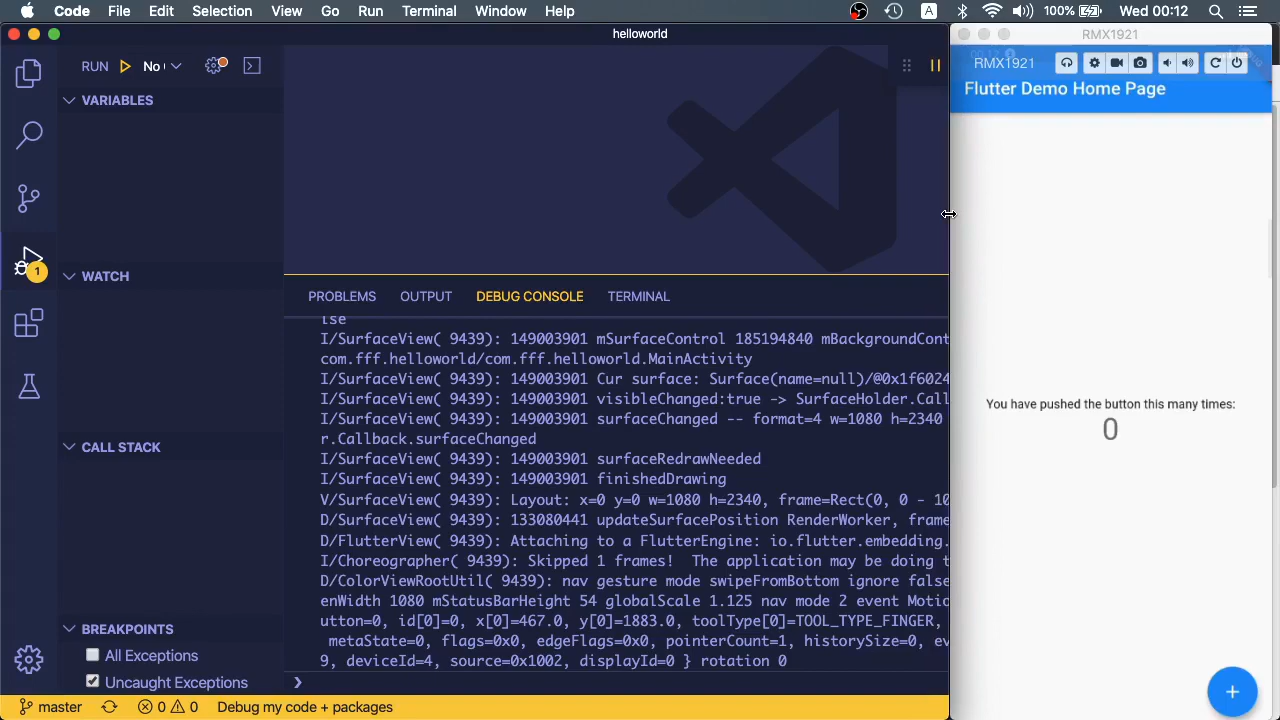 Code File Edit Selection View Go Run Terminal Window Help A 100% Wed 00:12
helloworld
RMX1921
RUN No
RMX1921
VARIABLES
Flutter Demo Home Page
WATCH
1
PROBLEMS OUTPUT DEBUG CONSOLE TERMINAL
lse
I/SurfaceView( 9439): 149003901 mSurfaceControl 185194840 mBackgroundCont
com.fff.helloworld/com.fff.helloworld.MainActivity
I/SurfaceView( 9439): 149003901 Cur surface: Surface(name=null)/@0x1f6024
I/SurfaceView( 9439): 149003901 visibleChanged:true -> SurfaceHolder.Call
I/SurfaceView( 9439): 149003901 surfaceChanged -- format=4 w=1080 h=2340
r.Callback.surfaceChanged
I/SurfaceView( 9439): 149003901 surfaceRedrawNeeded
I/SurfaceView( 9439): 149003901 finishedDrawing
V/SurfaceView( 9439): Layout: x=0 y=0 w=1080 h=2340, frame=Rect(0, 0 - 10
D/SurfaceView( 9439): 133080441 updateSurfacePosition RenderWorker, frame
D/FlutterView( 9439): Attaching to a FlutterEngine: io.flutter.embedding.
I/Choreographer( 9439): Skipped 1 frames!  The application may be doing t
D/ColorViewRootUtil( 9439): nav gesture mode swipeFromBottom ignore false
enWidth 1080 mStatusBarHeight 54 globalScale 1.125 nav mode 2 event Motio
utton=0, id[0]=0, x[0]=467.0, y[0]=1883.0, toolType[0]=TOOL_TYPE_FINGER,
metaState=0, flags=0x0, edgeFlags=0x0, pointerCount=1, historySize=0, ev
9, deviceId=4, source=0x1002, displayId=0 } rotation 0
You have pushed the button this many times:
0
CALL STACK
BREAKPOINTS
All Exceptions
Uncaught Exceptions
master 0 0 Debug my code + packages